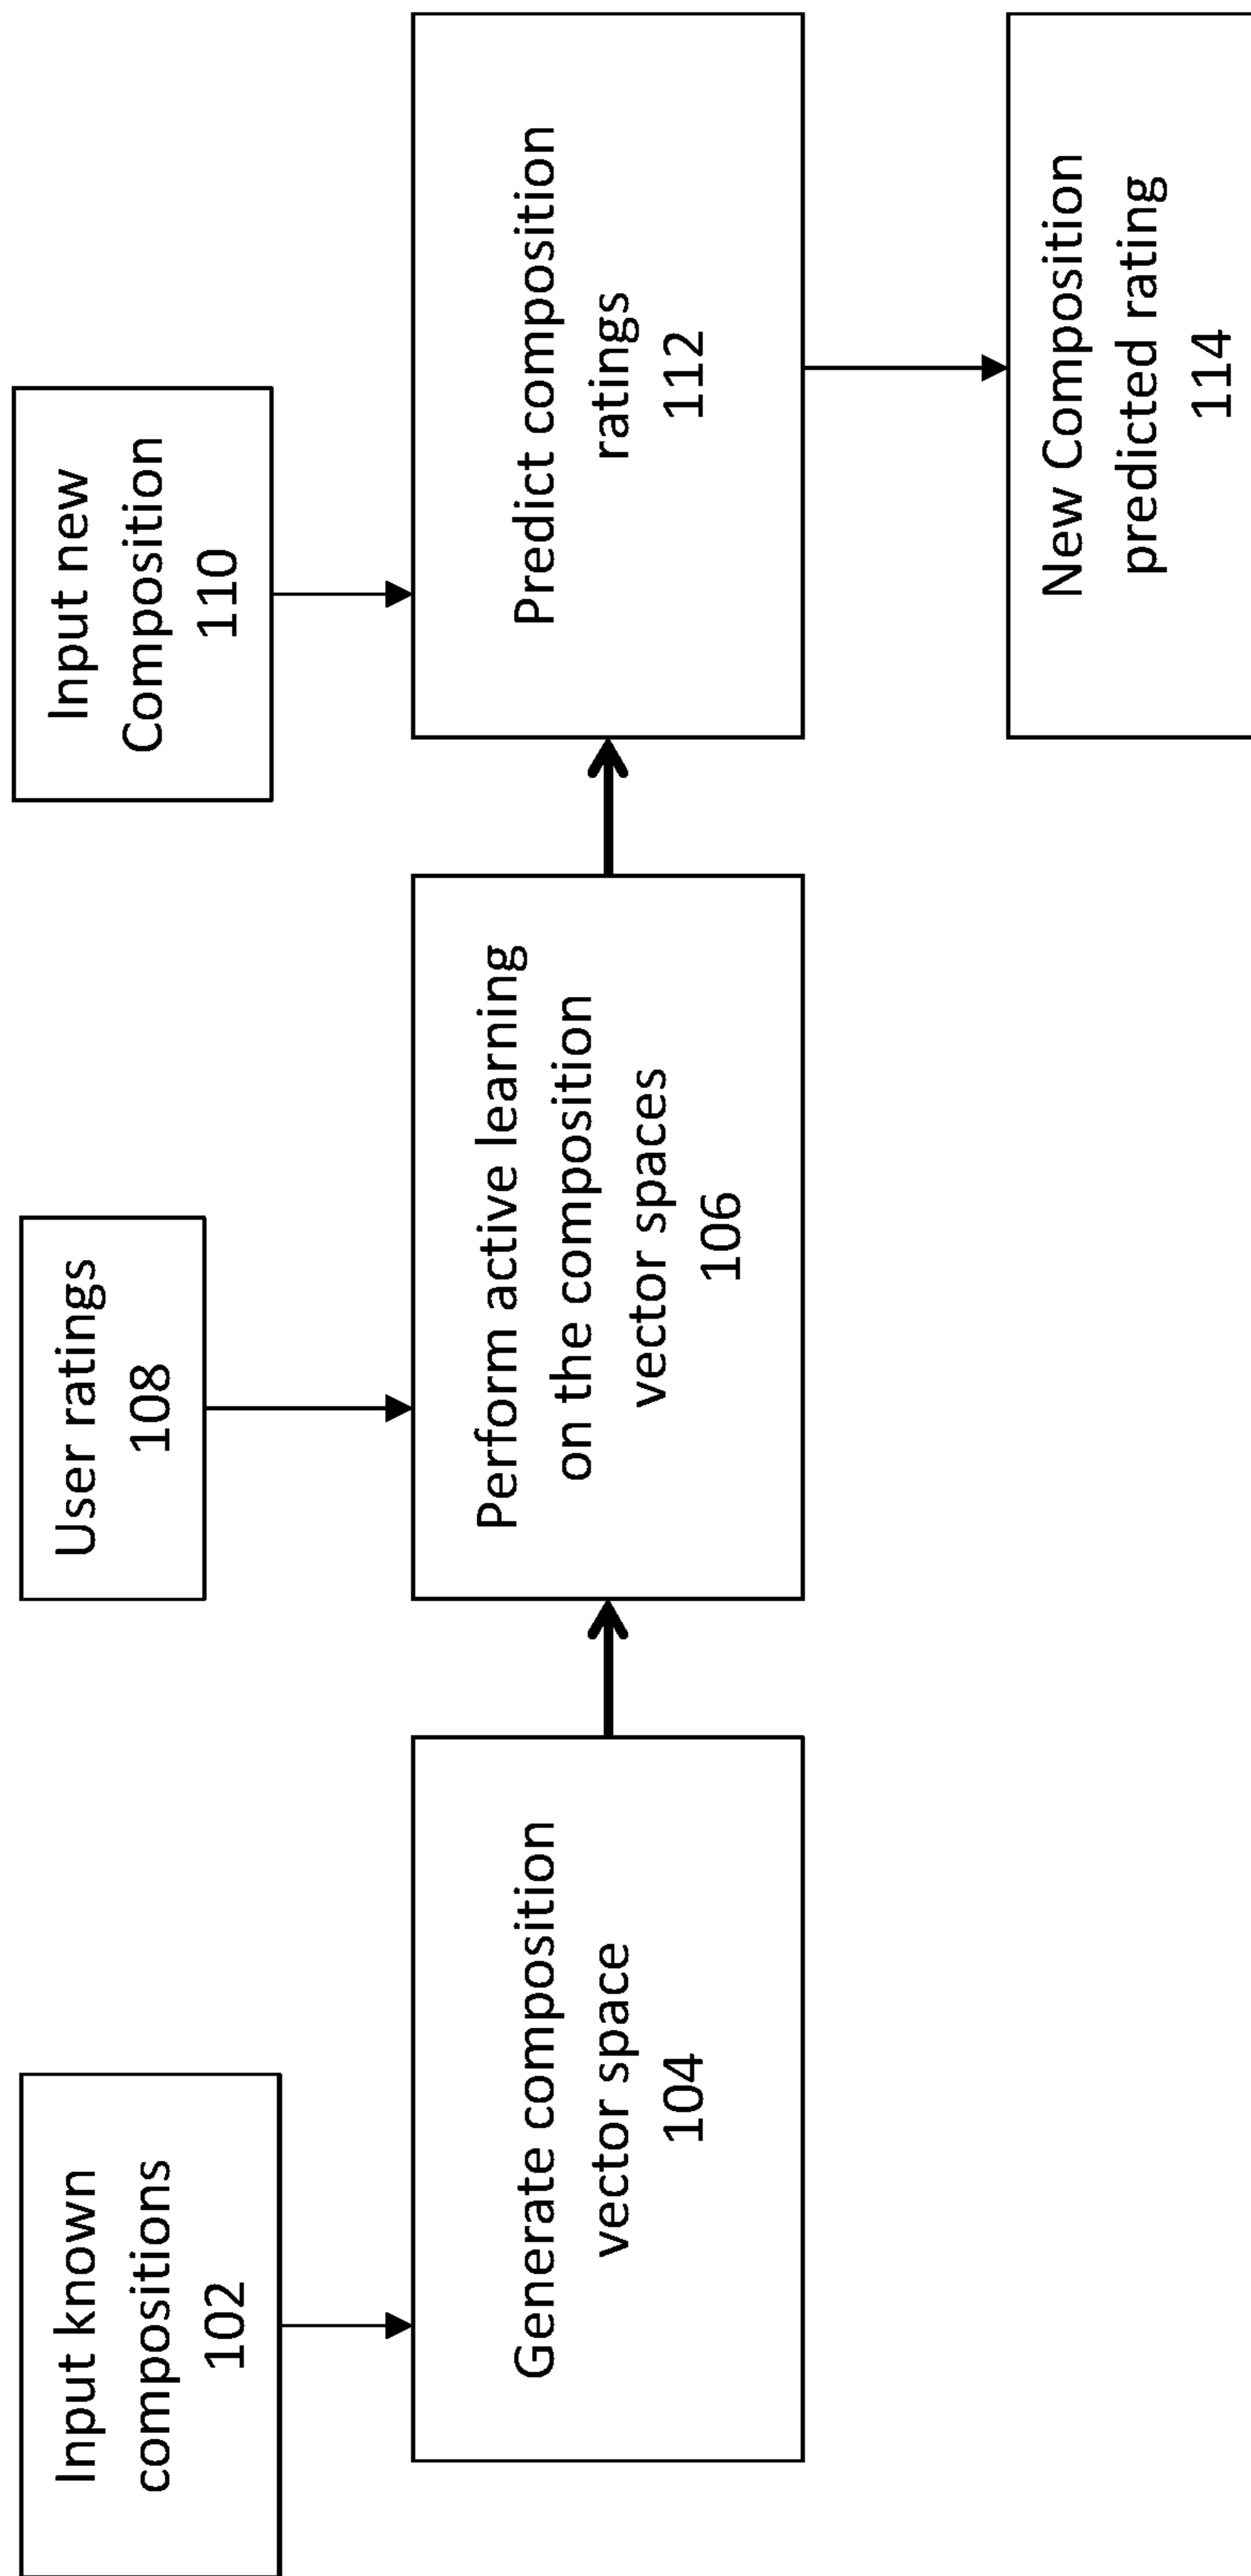 Input known
compositions
102
Generate composition
vector space
104
User ratings
108
Perform active learning
on the composition
vector spaces
106
Input new
Composition
110
Predict composition
ratings
112
New Composition
predicted rating
114